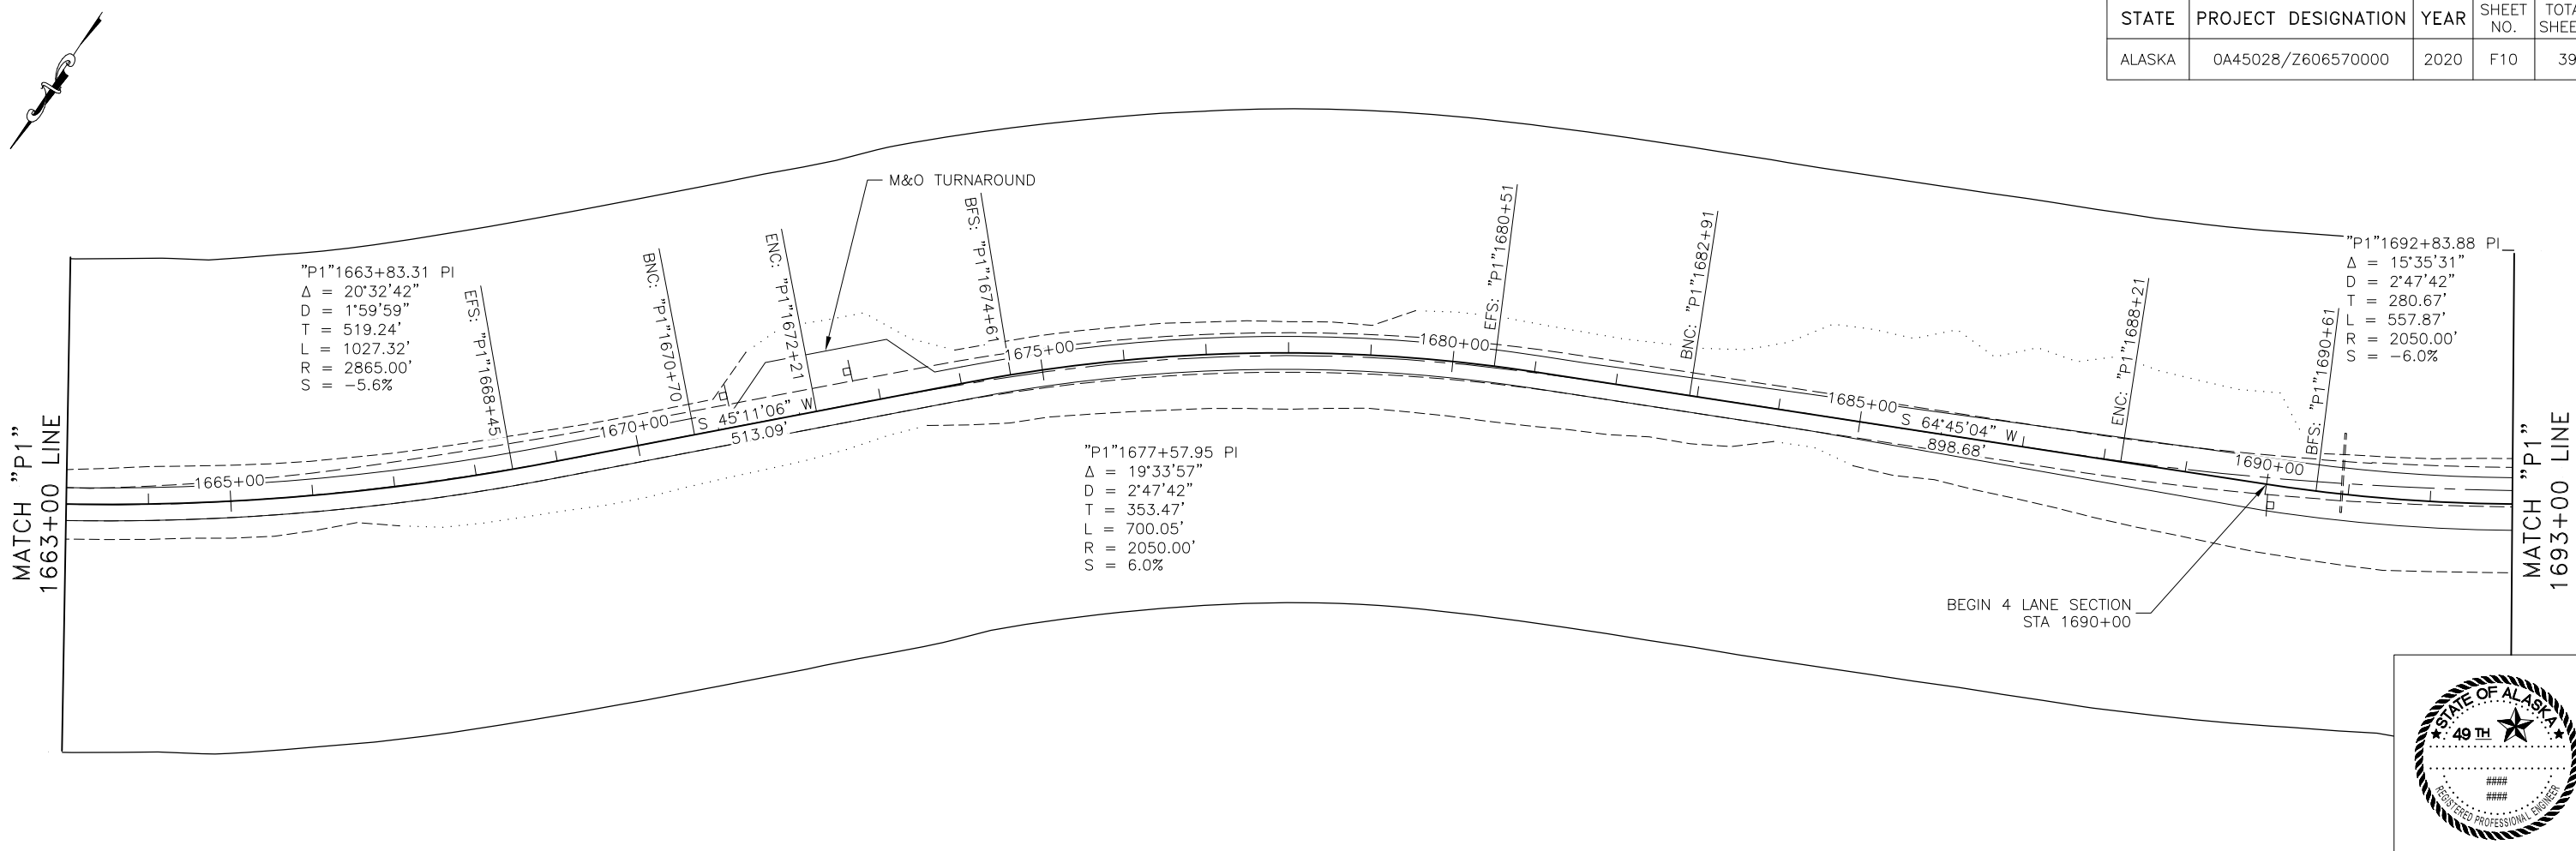 STATE PROJECT DESIGNATION YEAR SHEET NO.
ALASKA 0A45028/Z606570000 2020 F10 39
M&O TURNAROUND
"P1"1663+83.31 PI
Δ = 20°32'42"
D = 1°59'59"
T = 519.24'
L = 1027.32'
R = 2865.00'
S = -5.6%
EFS: "P1"1668+45
BNC: "P1"1670+70
ENC: "P1"1672+21
BFS: "P1"1674+61
EFS: "P1"1680+51
BNC: "P1"1682+91
ENC: "P1"1688+21
BFS: "P1"1690+61
"P1"1692+83.88 PI
Δ = 15°35'31"
D = 2°47'42"
T = 280.67'
L = 557.87'
R = 2050.00'
S = -6.0%
MATCH "P1"
1663+00 LINE
1665+00
1670+00
S 45°11'06" W
513.09'
1675+00
1680+00
1685+00
S 64°45'04" W
898.68'
1690+00
"P1"1677+57.95 PI
Δ = 19°33'57"
D = 2°47'42"
T = 353.47'
L = 700.05'
R = 2050.00'
S = 6.0%
BEGIN 4 LANE SECTION
STA 1690+00
MATCH "P1"
1693+00 LINE
STATE OF ALASKA
49 TH
####
####
REGISTERED PROFESSIONAL ENGINEER